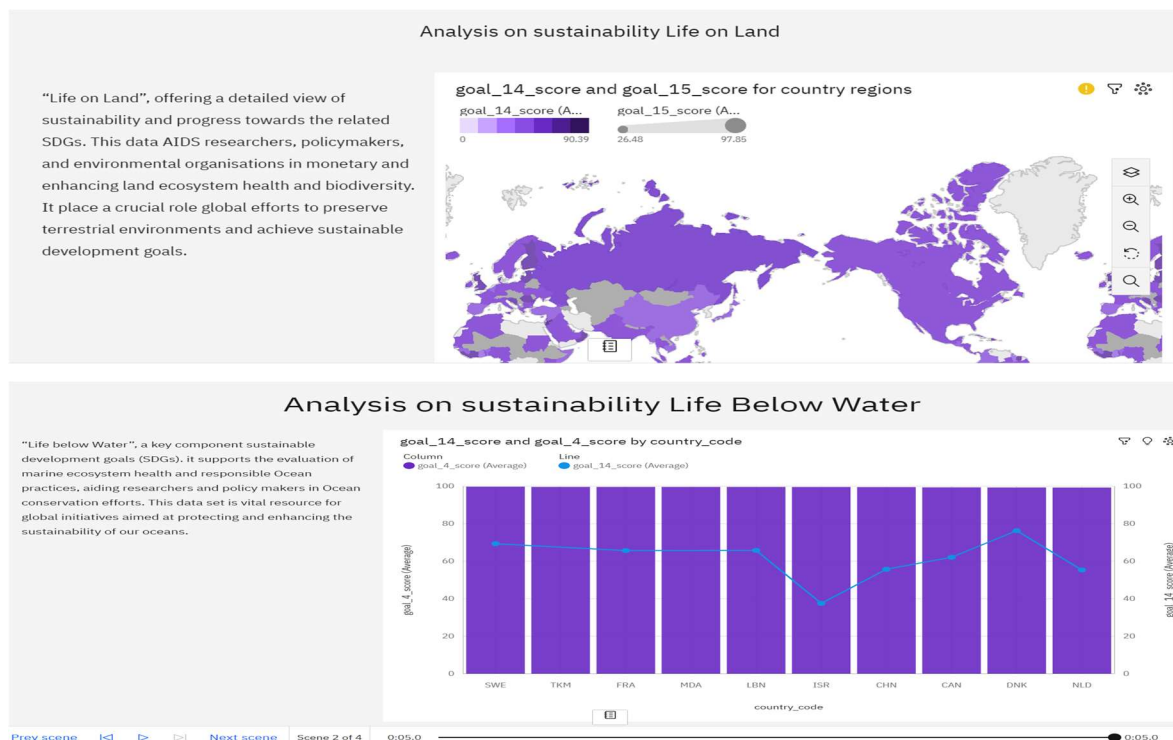 Analysis on sustainability Life on Land
“Life on Land”, offering a detailed view of
sustainability and progress towards the related
SDGs. This data AIDS researchers, policymakers,
and environmental organisations in monetary and
enhancing land ecosystem health and biodiversity.
It place a crucial role global efforts to preserve
terrestrial environments and achieve sustainable
development goals.
goal_14_score and goal_15_score for country regions
goal_14_score (A...
goal_15_score (A...
0
90.39
26.48
97.85
Analysis on sustainability Life Below Water
“Life below Water”, a key component sustainable
development goals (SDGs). it supports the evaluation of
marine ecosystem health and responsible Ocean
practices, aiding researchers and policy makers in Ocean
conservation efforts. This data set is vital resource for
global initiatives aimed at protecting and enhancing the
sustainability of our oceans.
goal_14_score and goal_4_score by country_code
Column
goal_4_score (Average)
Line
goal_14_score (Average)
goal_4_score (Average)
100
80
60
40
20
0
100
80
60
40
20
0
goal_14_score (Average)
SWE TKM FRA MDA LBN ISR CHN CAN DNK NLD
country_code
Prev scene Next scene Scene 2 of 4 0:05.0 0:05.0